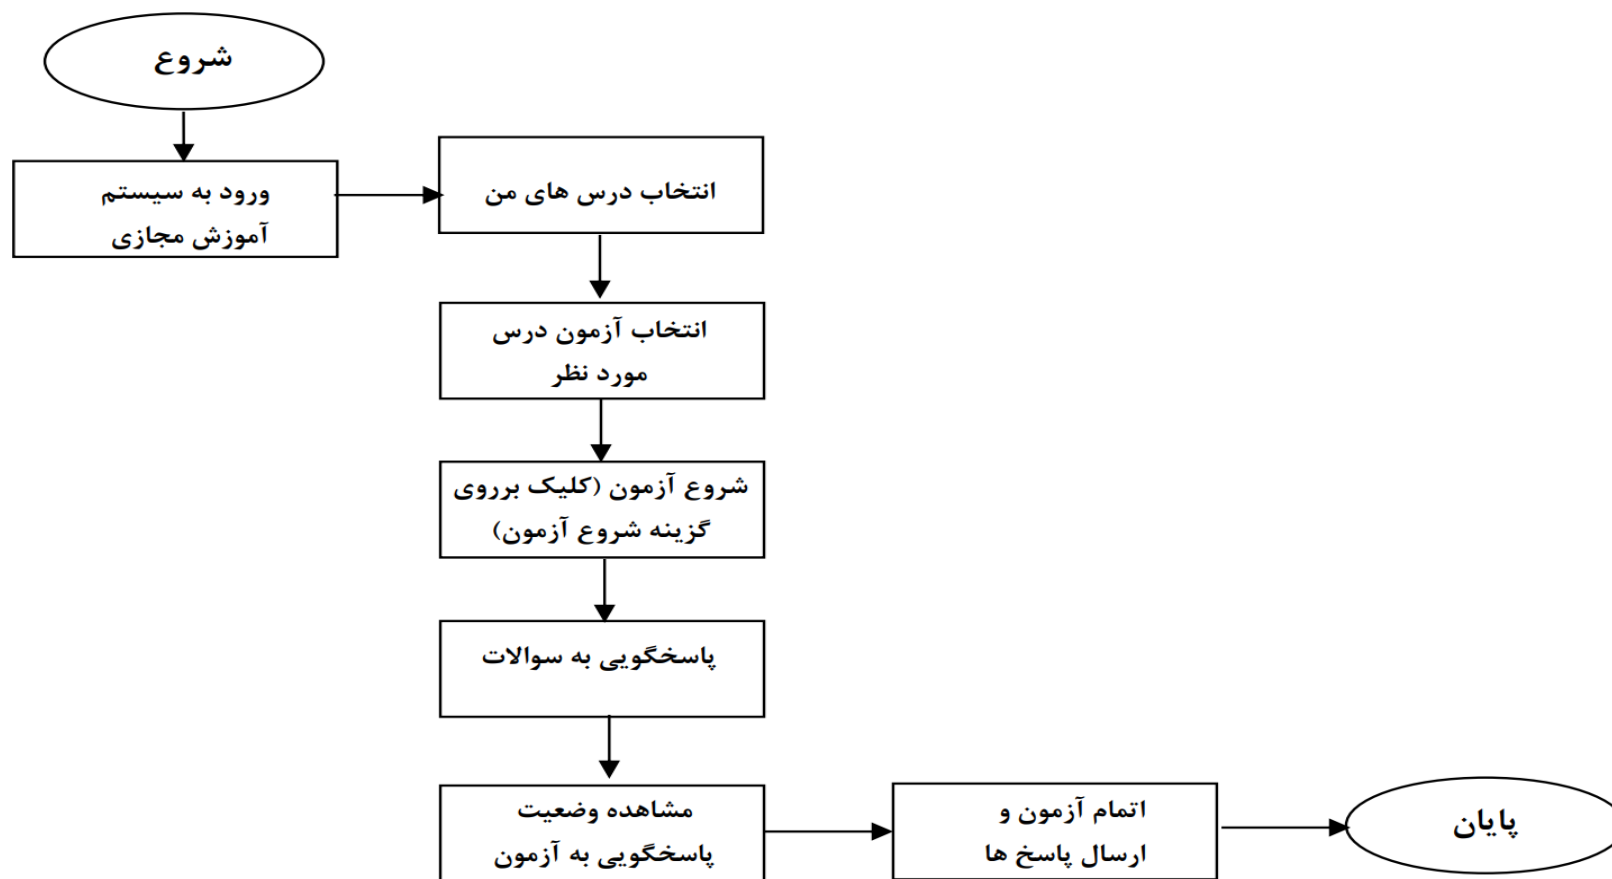 شروع
ورود به سیستم
آموزش مجازی
انتخاب درس های من
انتخاب آزمون درس
مورد نظر
شروع آزمون (کلیک برروی
گزینه شروع آزمون)
پاسخگویی به سوالات
مشاهده وضعیت
پاسخگویی به آزمون
اتمام آزمون و
ارسال پاسخ ها
پایان